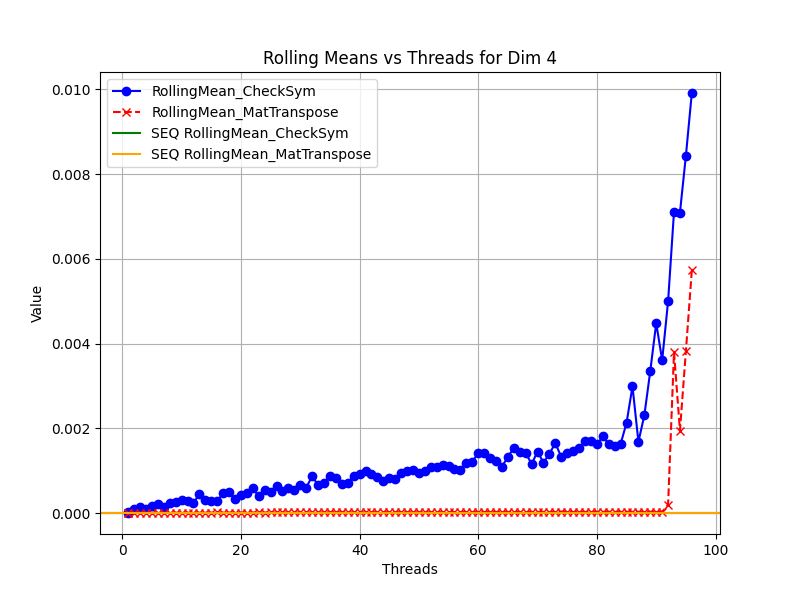 Rolling Means vs Threads for Dim 4
RollingMean_CheckSym
RollingMean_MatTranspose
SEQ RollingMean_CheckSym
SEQ RollingMean_MatTranspose
0.010
0.008
0.006
0.004
0.002
0.000
Value
0 20 40 60 80 100
Threads